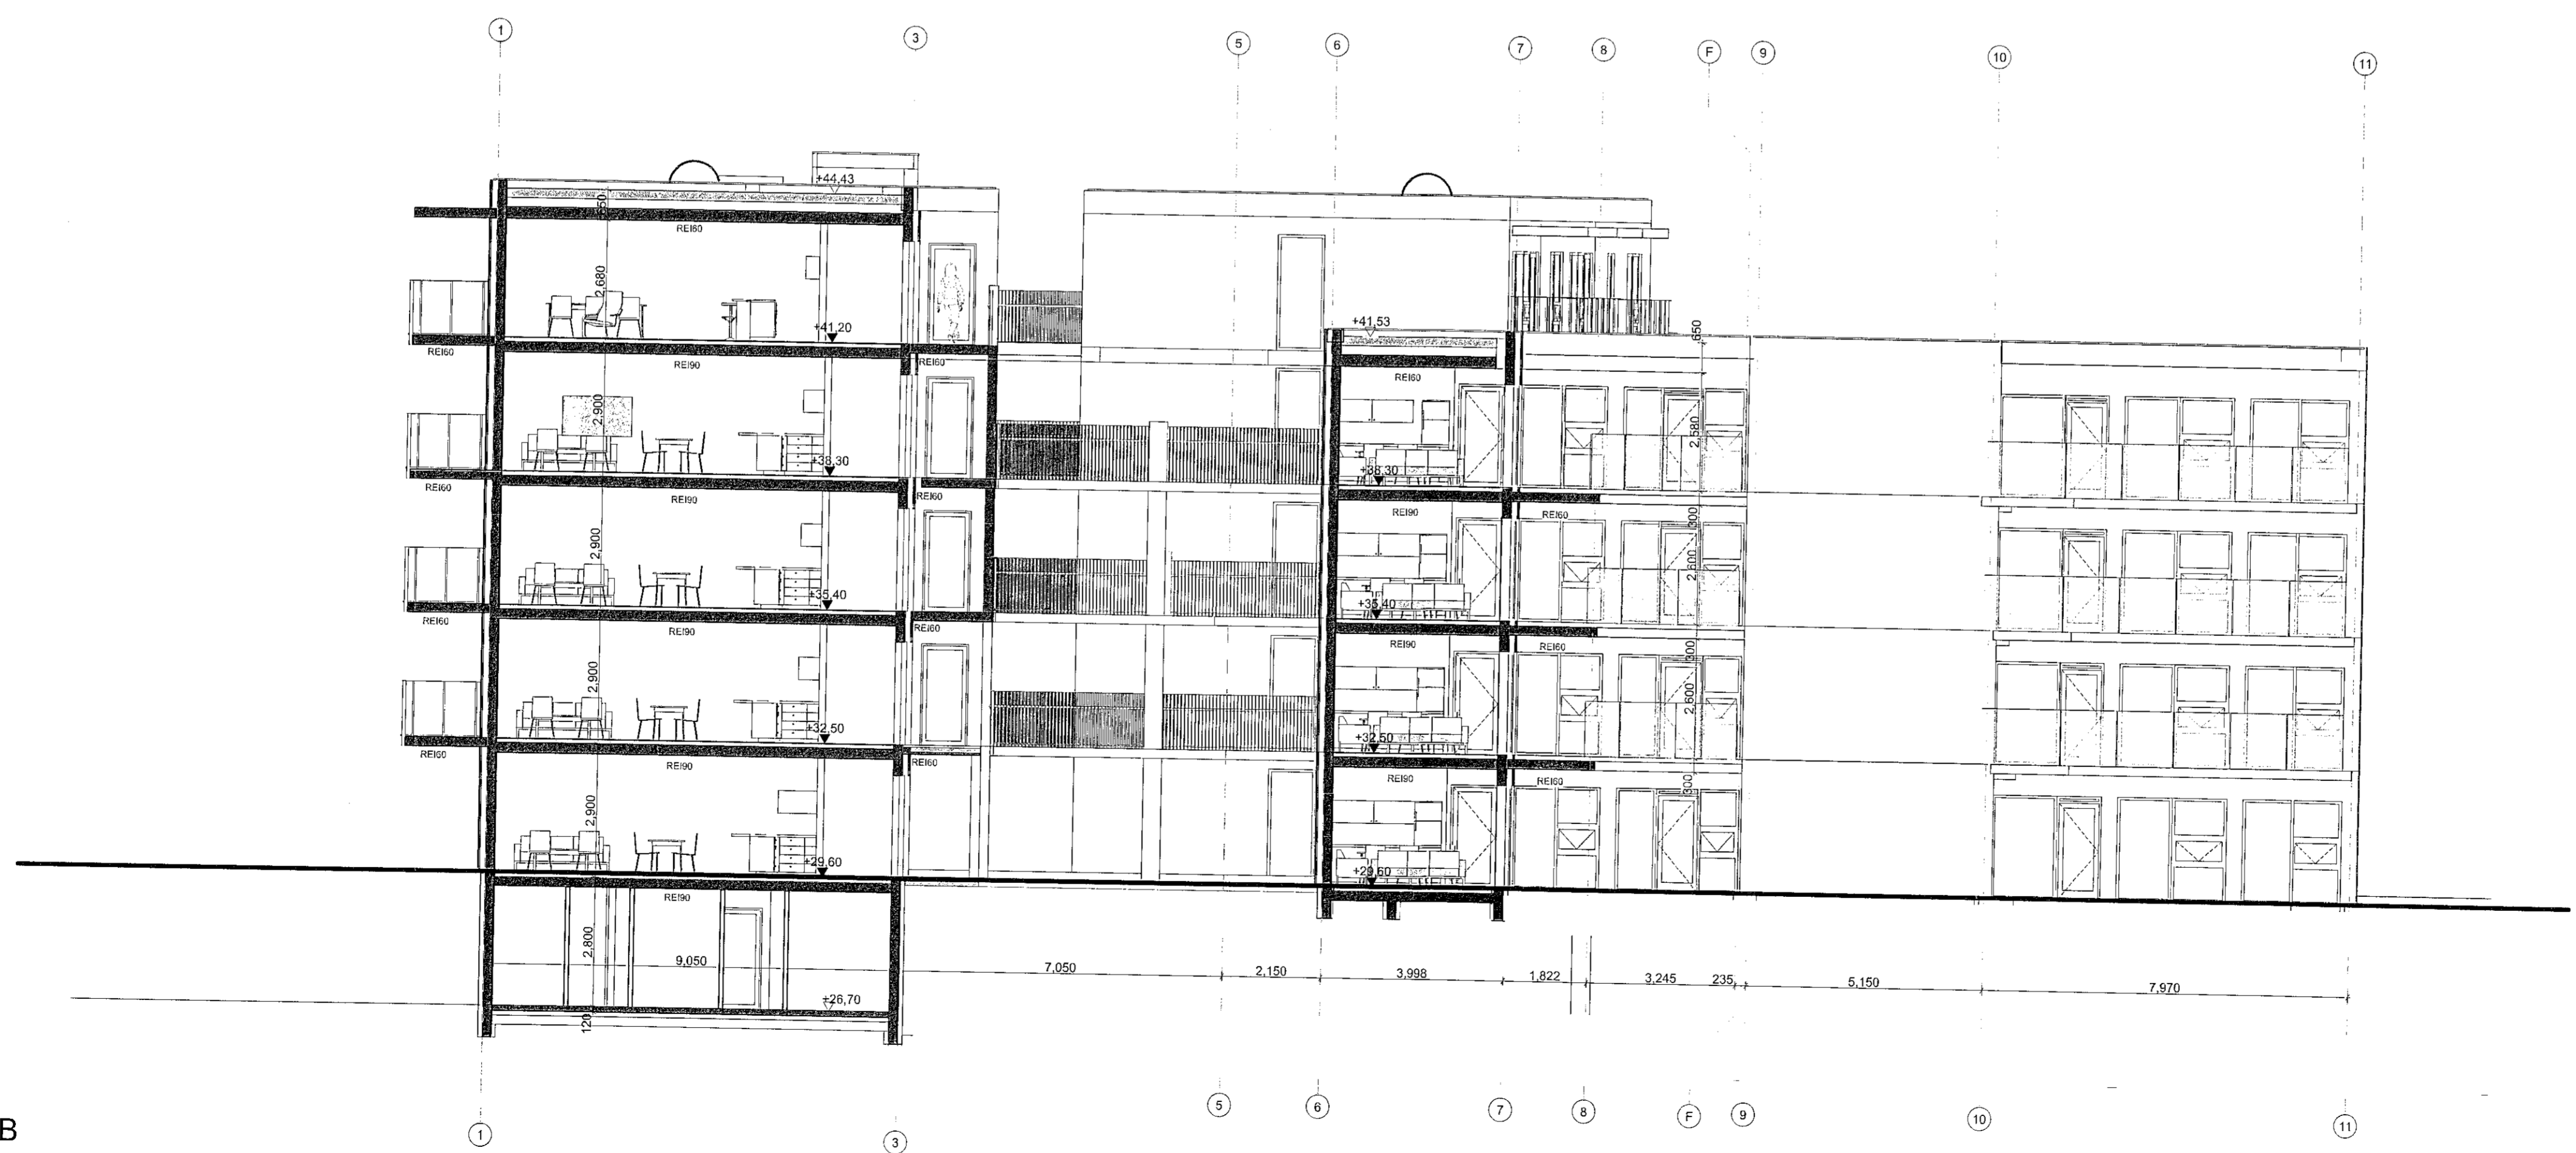 1 3 5 6 7 8 F 9 10 11
+44,43
650
REI60
2,680
+41,20
+41,53
650
REI60
REI90
REI60
REI60
2,900
2,580
+38,30
+38,30
REI60
REI90
REI60
REI90
REI60
300
2,900
2,600
+35,40
+35,40
REI60
REI90
REI60
REI90
REI60
300
2,900
2,600
+32,50
+32,50
REI60
REI90
REI60
REI90
REI60
300
2,900
+29,60
+29,60
REI90
2,800
9,050 7,050 2,150 3,998 1,822 3,245 235 5,150 7,970
+26,70
120
1 3 5 6 7 8 F 9 10 11
B